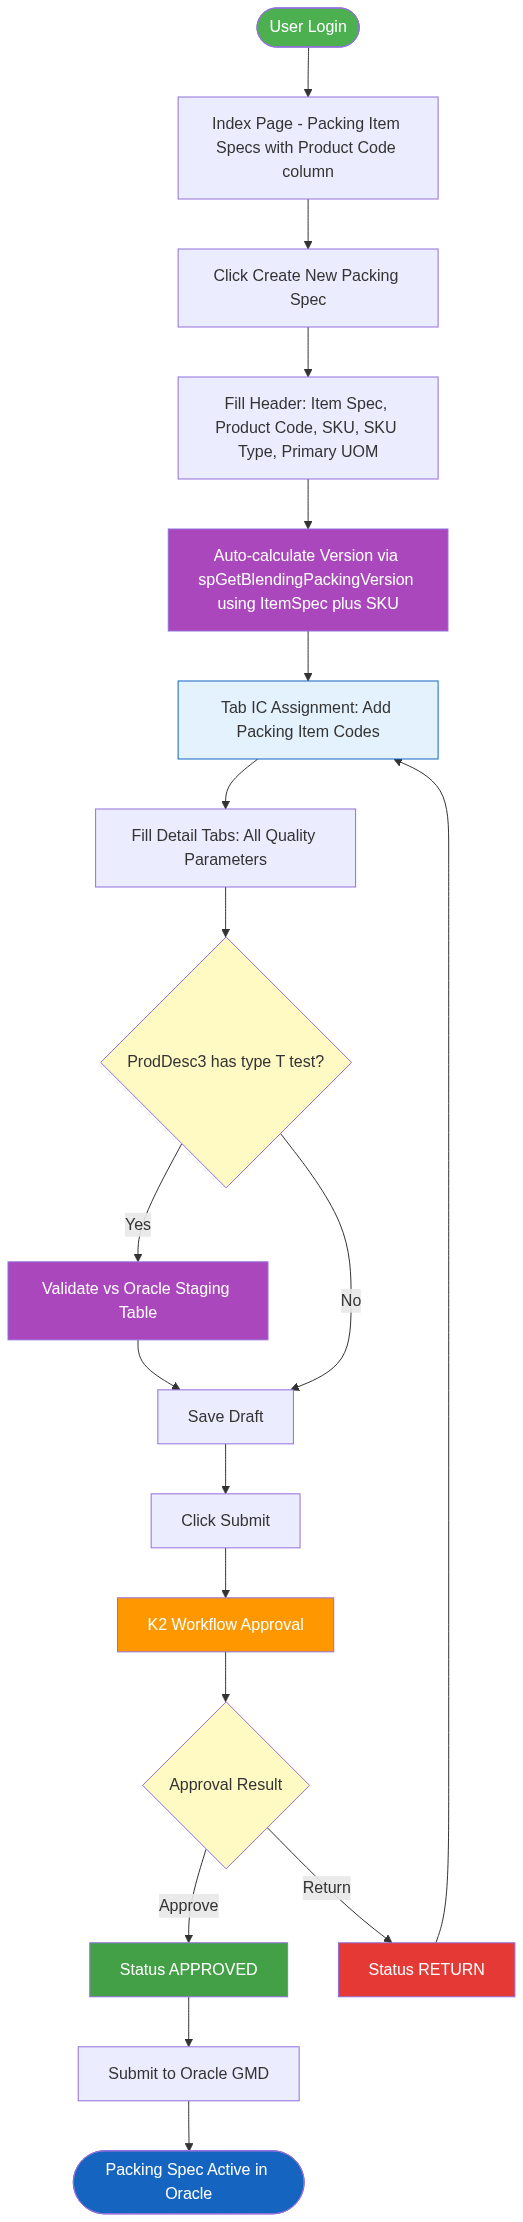 User Login
Index Page - Packing Item
Specs with Product Code
column
Click Create New Packing
Spec
Fill Header: Item Spec,
Product Code, SKU, SKU
Type, Primary UOM
Auto-calculate Version via
spGetBlendingPackingVersion
using ItemSpec plus SKU
Tab IC Assignment: Add
Packing Item Codes
Fill Detail Tabs: All Quality
Parameters
ProdDesc3 has type T test?
Yes
Validate vs Oracle Staging
Table
No
Save Draft
Click Submit
K2 Workflow Approval
Approval Result
Return
Approve
Status APPROVED
Status RETURN
Submit to Oracle GMD
Packing Spec Active in
Oracle